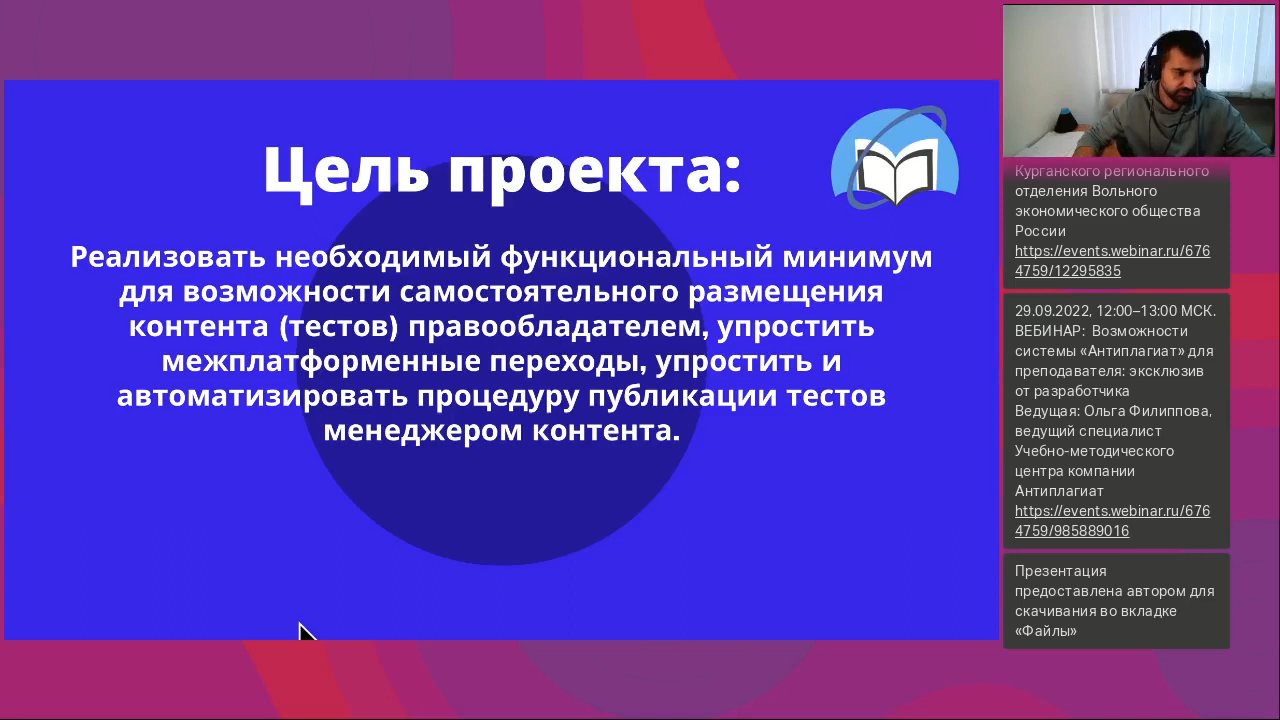 Цель проекта:
Реализовать необходимый функциональный минимум
для возможности самостоятельного размещения
контента (тестов) правообладателем, упростить
межплатформенные переходы, упростить и
автоматизировать процедуру публикации тестов
менеджером контента.
Курганского регионального
отделения Вольного
экономического общества
России
https://events.webinar.ru/676
4759/12295835
29.09.2022, 12:00–13:00 МСК.
ВЕБИНАР: Возможности
системы «Антиплагиат» для
преподавателя: эксклюзив
от разработчика
Ведущая: Ольга Филиппова,
ведущий специалист
Учебно-методического
центра компании
Антиплагиат
https://events.webinar.ru/676
4759/985889016
Презентация
предоставлена автором для
скачивания во вкладке
«Файлы»